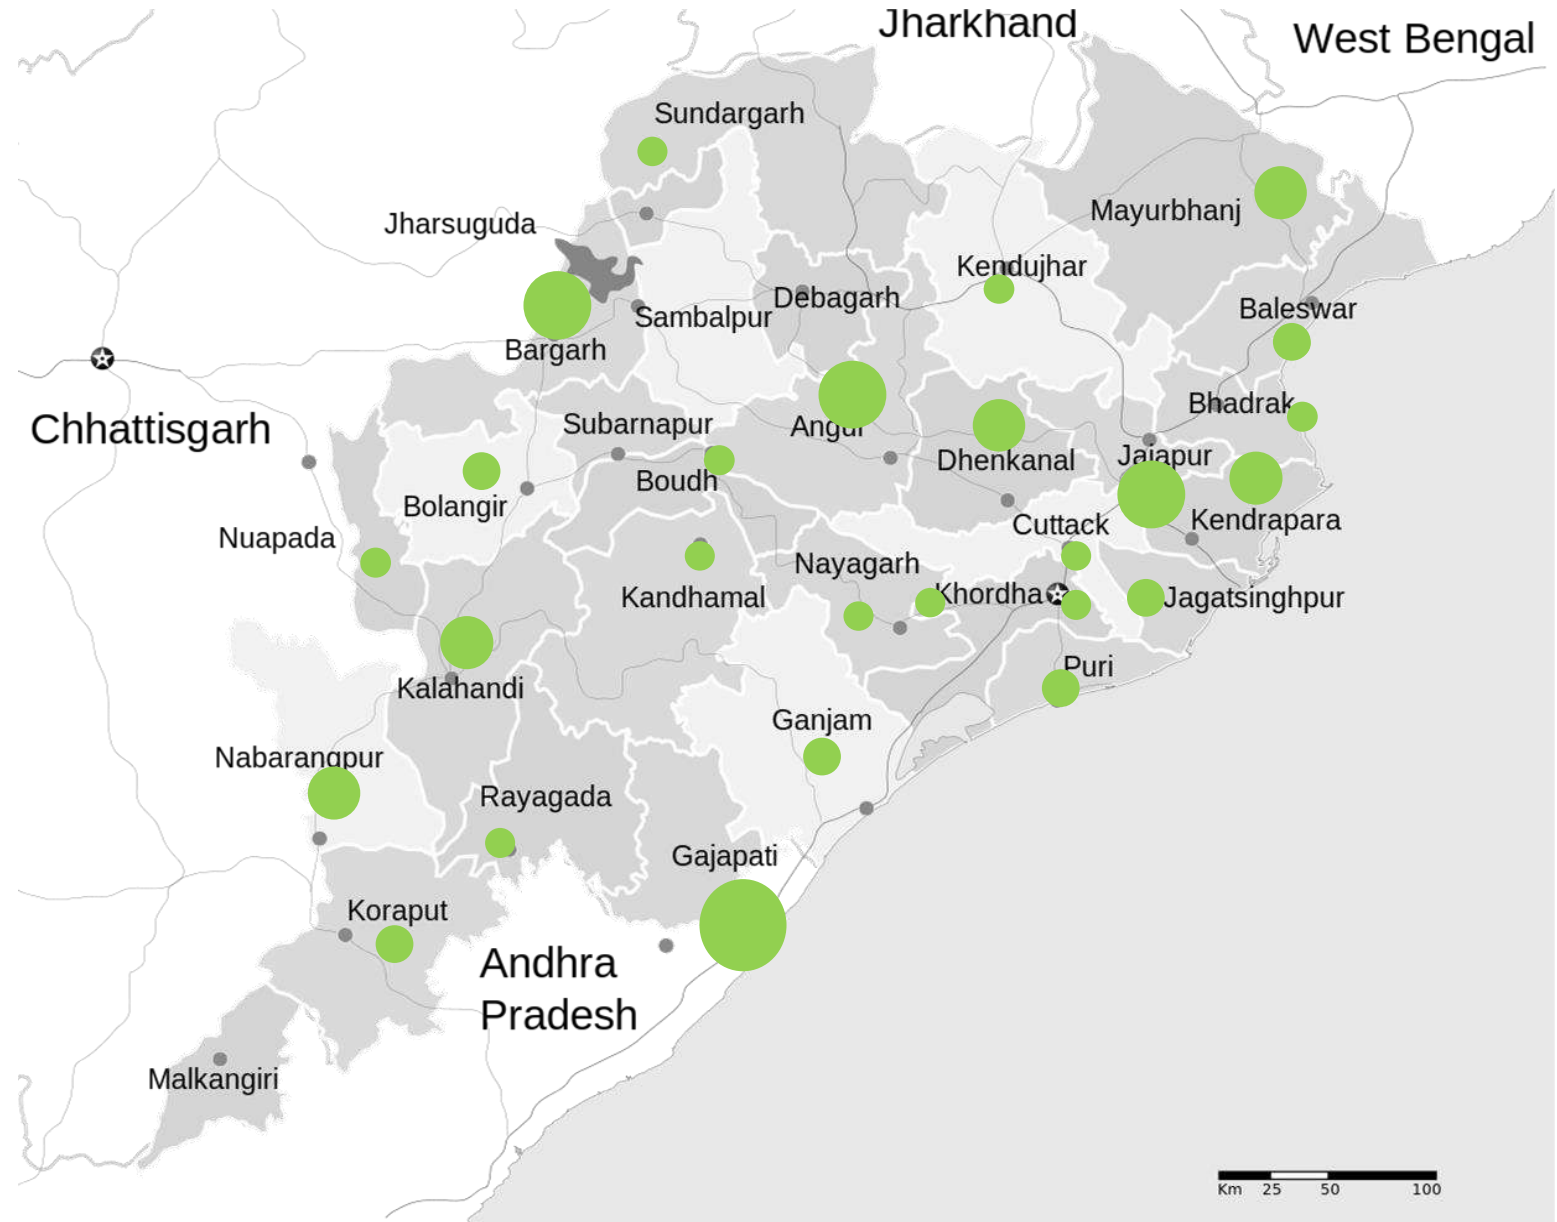 Jharkhand
West Bengal
Sundargarh
Mayurbhanj
Jharsuguda
Kendujhar
Debagarh
Baleswar
Sambalpur
Bargarh
Bhadrak
Chhattisgarh
Subarnapur
Angul
Jajapur
Dhenkanal
Boudh
Bolangir
Kendrapara
Cuttack
Nuapada
Nayagarh
Khordha
Kandhamal
Jagatsinghpur
Puri
Kalahandi
Ganjam
Nabarangpur
Rayagada
Gajapati
Koraput
Andhra
Pradesh
Malkangiri
Km 25 50 100